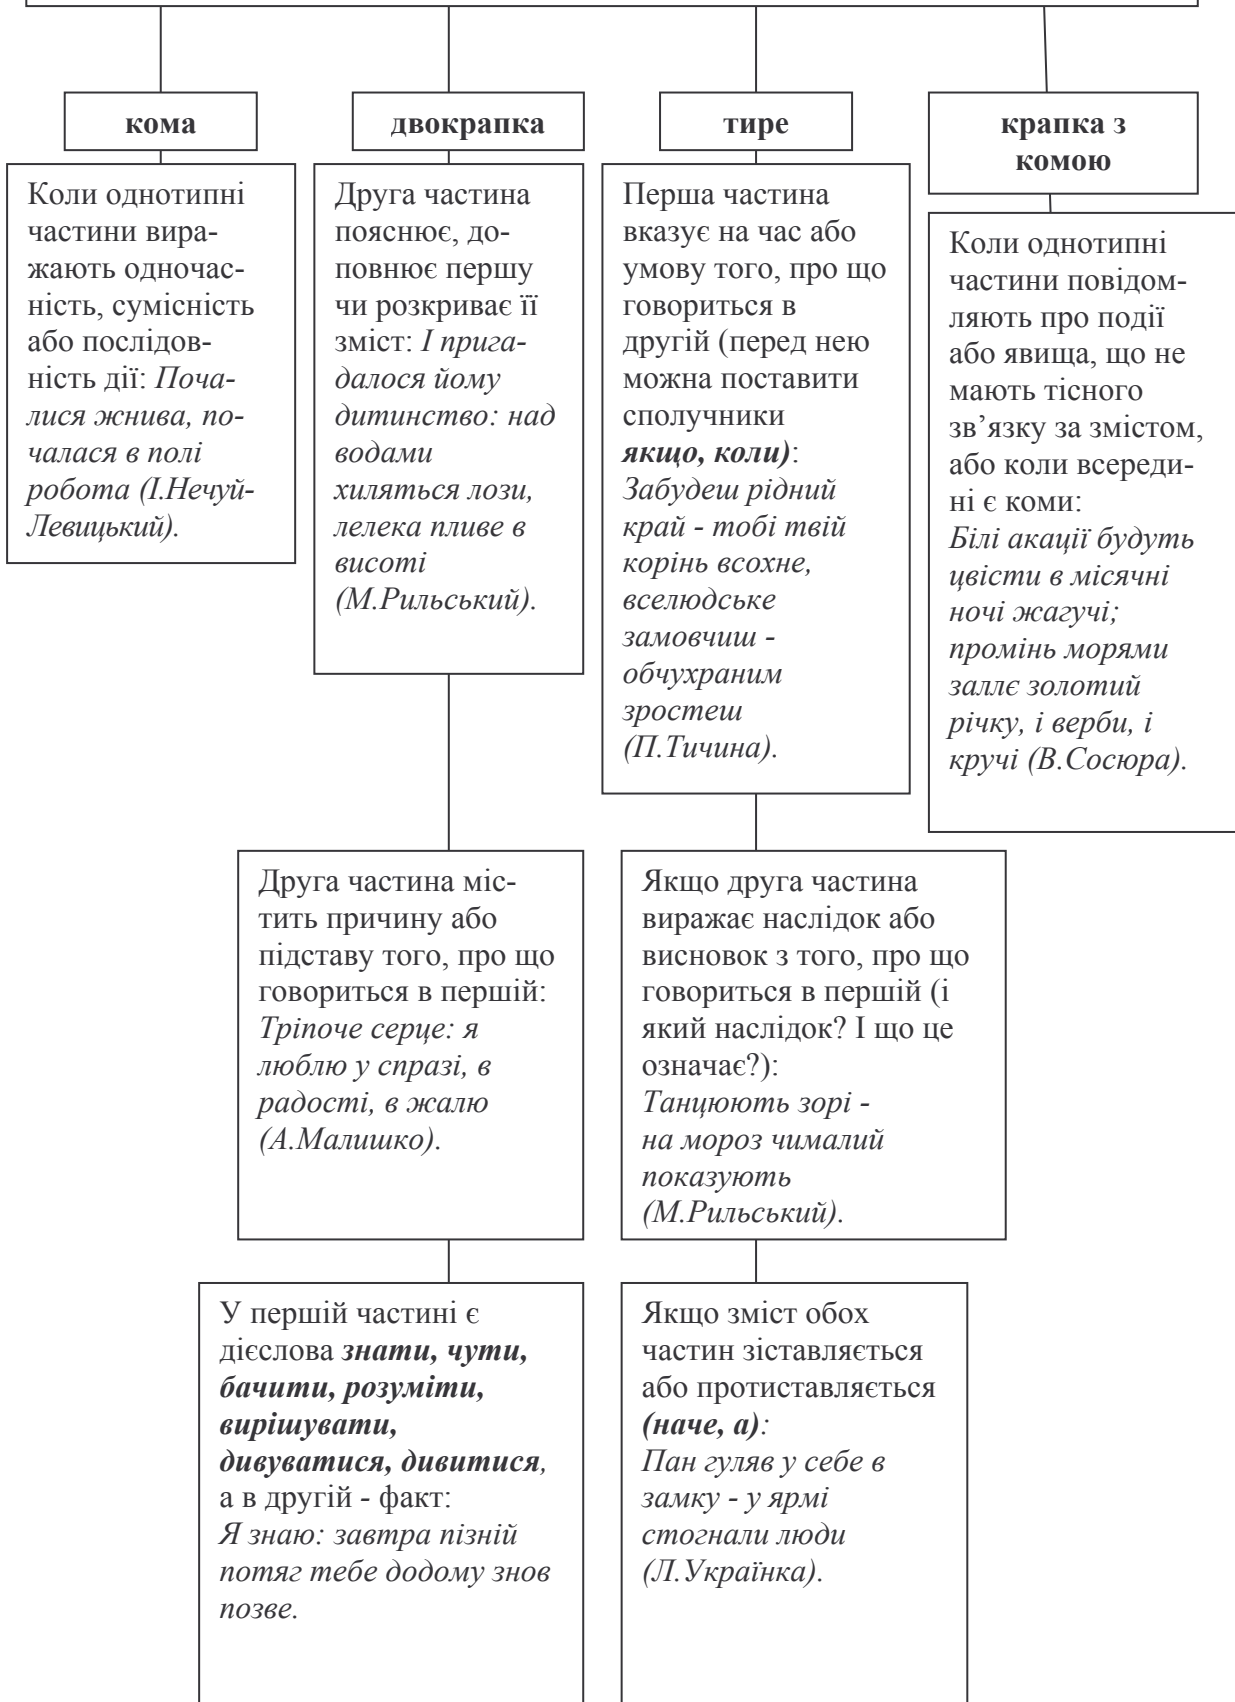 кома
Коли однотипні
частини вира-
жають одночас-
ність, сумісність
або послідов-
ність дії: Поча-
лися жнива, по-
чалася в полі
робота (І.Нечуй-
Левицький).
двокрапка
Друга частина
пояснює, до-
повнює першу
чи розкриває її
зміст: І прига-
далося йому
дитинство: над
водами
хиляться лози,
лелека пливе в
висоті
(М.Рильський).
Друга частина міс-
тить причину або
підставу того, про що
говориться в першій:
Тріпоче серце: я
люблю у спразі, в
радості, в жалю
(А.Малишко).
У першій частині є
дієслова знати, чути,
бачити, розуміти,
вирішувати,
дивуватися, дивитися,
а в другій - факт:
Я знаю: завтра пізній
потяг тебе додому знов
позве.
тире
Перша частина
вказує на час або
умову того, про що
говориться в
другій (перед нею
можна поставити
сполучники
якщо, коли):
Забудеш рідний
край - тобі твій
корінь всохне,
вселюдське
замовчиш -
обчухраним
зростеш
(П.Тичина).
Якщо друга частина
виражає наслідок або
висновок з того, про що
говориться в першій (і
який наслідок? І що це
означає?):
Танцюють зорі -
на мороз чималий
показують
(М.Рильський).
Якщо зміст обох
частин зіставляється
або протиставляється
(наче, а):
Пан гуляв у себе в
замку - у ярмі
стогнали люди
(Л.Українка).
крапка з
комою
Коли однотипні
частини повідом-
ляють про події
або явища, що не
мають тісного
зв’язку за змістом,
або коли всереди-
ні є коми:
Білі акації будуть
цвісти в місячні
ночі жагучі;
промінь морями
заллє золотий
річку, і верби, і
кручі (В.Сосюра).